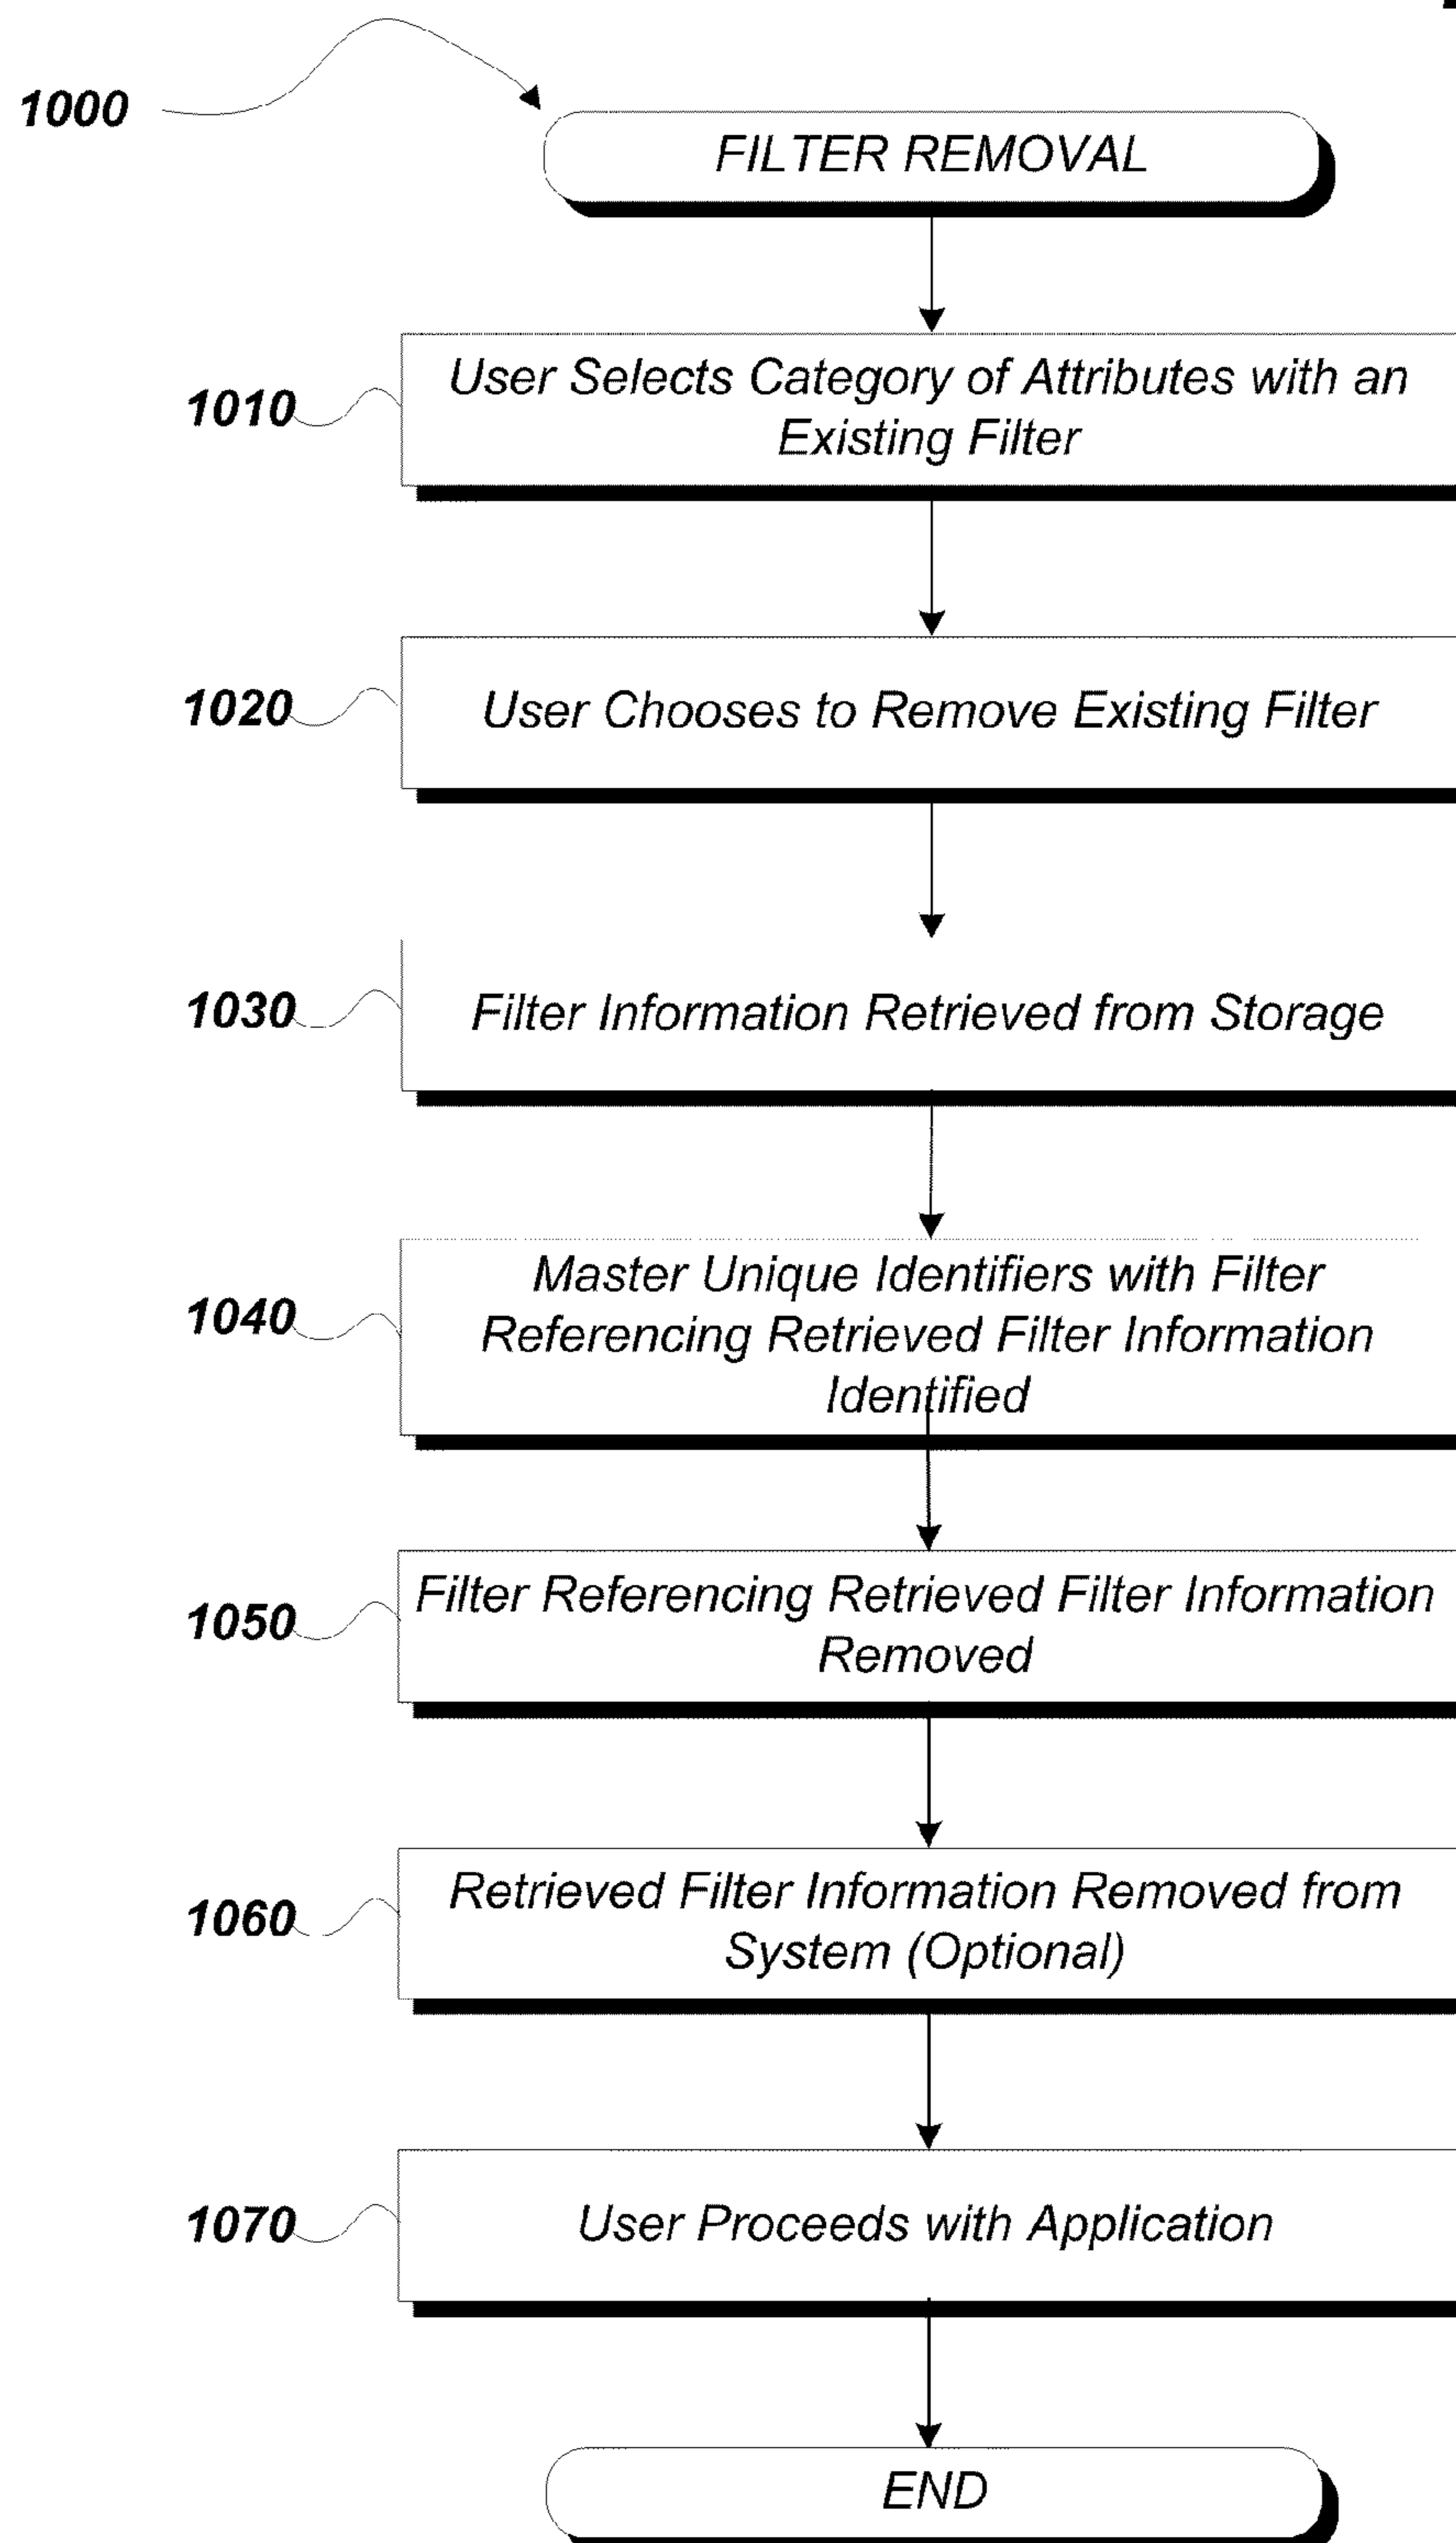 1000
FILTER REMOVAL
1010
User Selects Category of Attributes with an
Existing Filter
1020
User Chooses to Remove Existing Filter
1030
Filter Information Retrieved from Storage
1040
Master Unique Identifiers with Filter
Referencing Retrieved Filter Information
Identified
1050
Filter Referencing Retrieved Filter Information
Removed
1060
Retrieved Filter Information Removed from
System (Optional)
1070
User Proceeds with Application
END